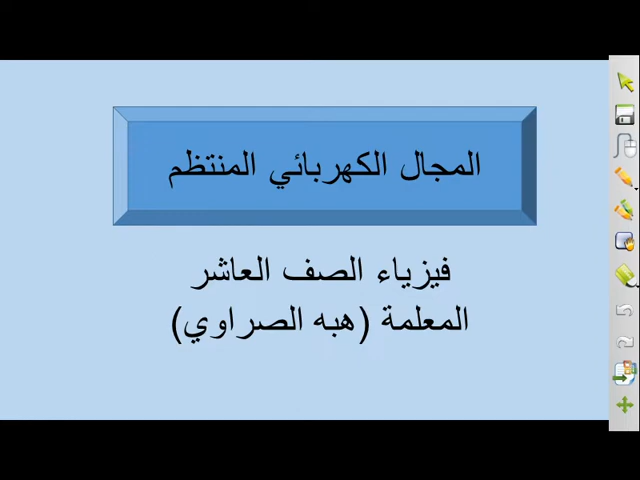 المجال الكهربائي المنتظم
فيزياء الصف العاشر
المعلمة (هبه الصراوي)